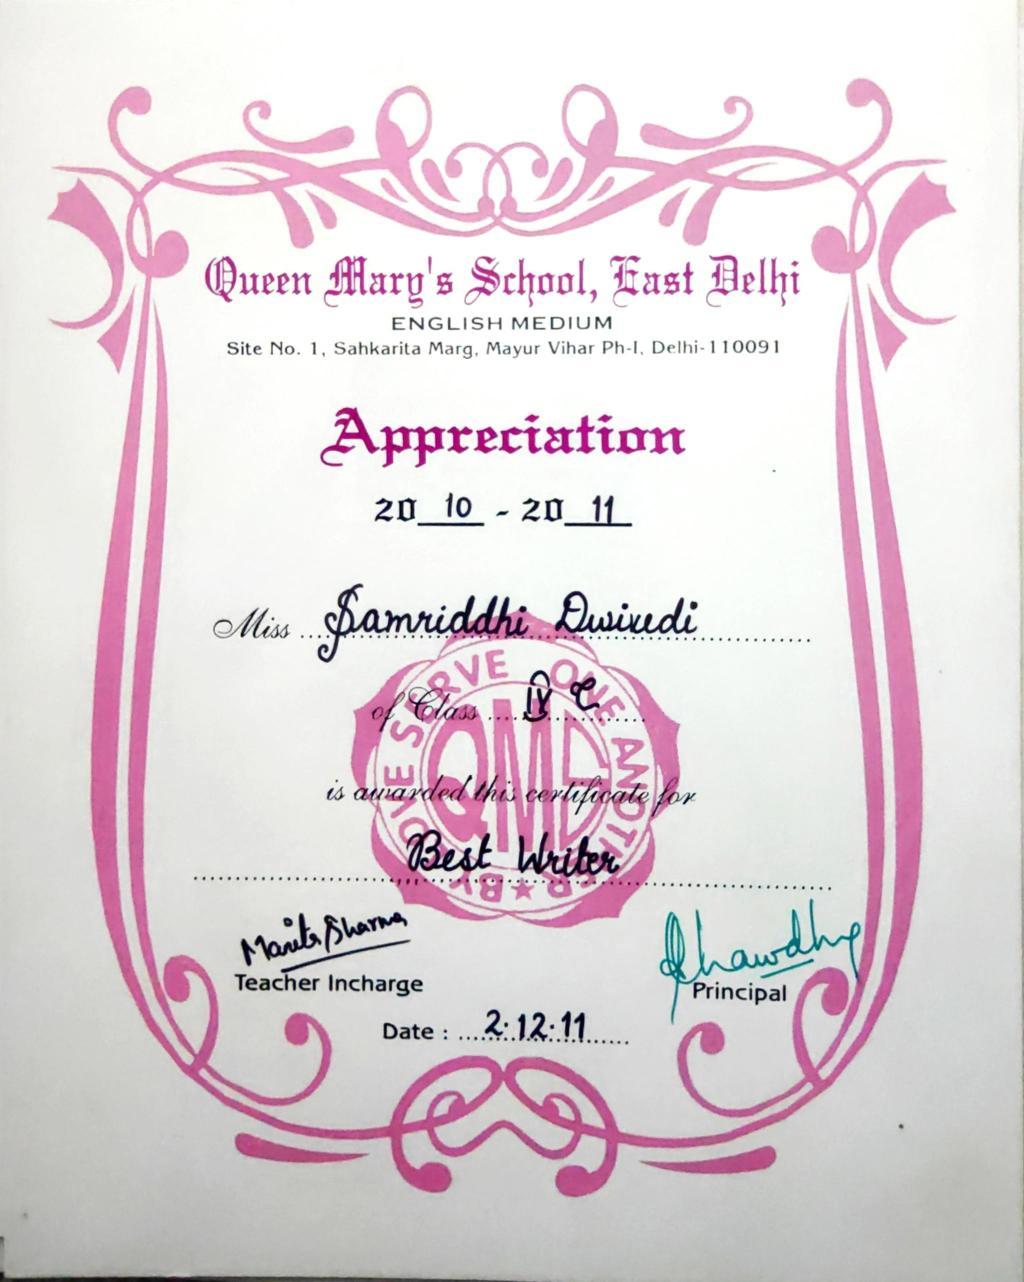 Queen Mary's School, East Delhi
ENGLISH MEDIUM
Site No. 1, Sahkarita Marg, Mayur Vihar Ph-I, Delhi-110091
Appreciation
20 10 - 20 11
Miss Samriddhi Dwivedi
of Class IV C
is awarded this certificate for
Best Writer
BY LOVE SERVE ONE ANOTHER
QMS
Manita Sharma
Teacher Incharge
Principal
Date : 2.12.11